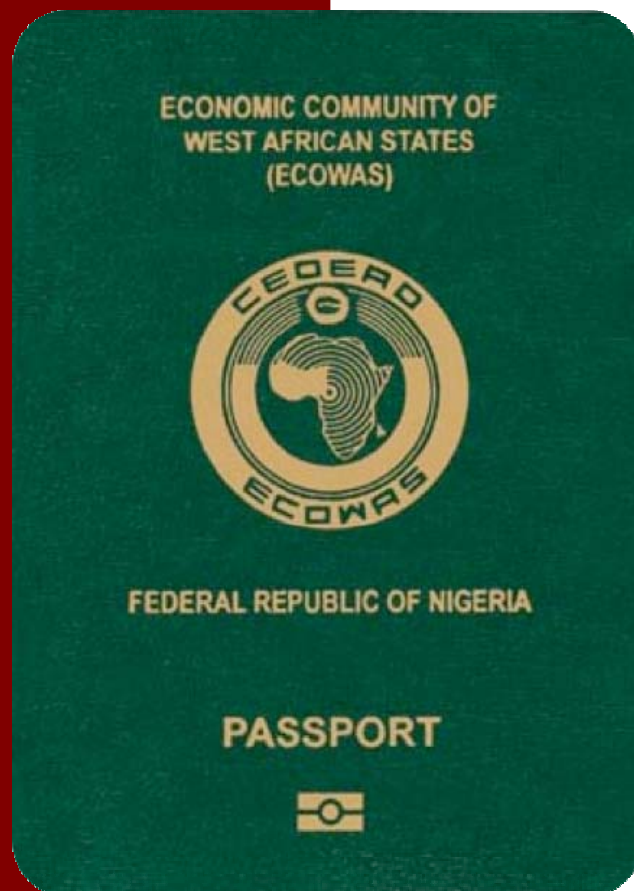 ECONOMIC COMMUNITY OF
WEST AFRICAN STATES
(ECOWAS)
CEDEAO
ECOWAS
FEDERAL REPUBLIC OF NIGERIA
PASSPORT